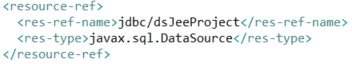 <resource-ref>
<res-ref-name>jdbc/dsJeeProject</res-ref-name>
<res-type>javax.sql.DataSource</res-type>
</resource-ref>